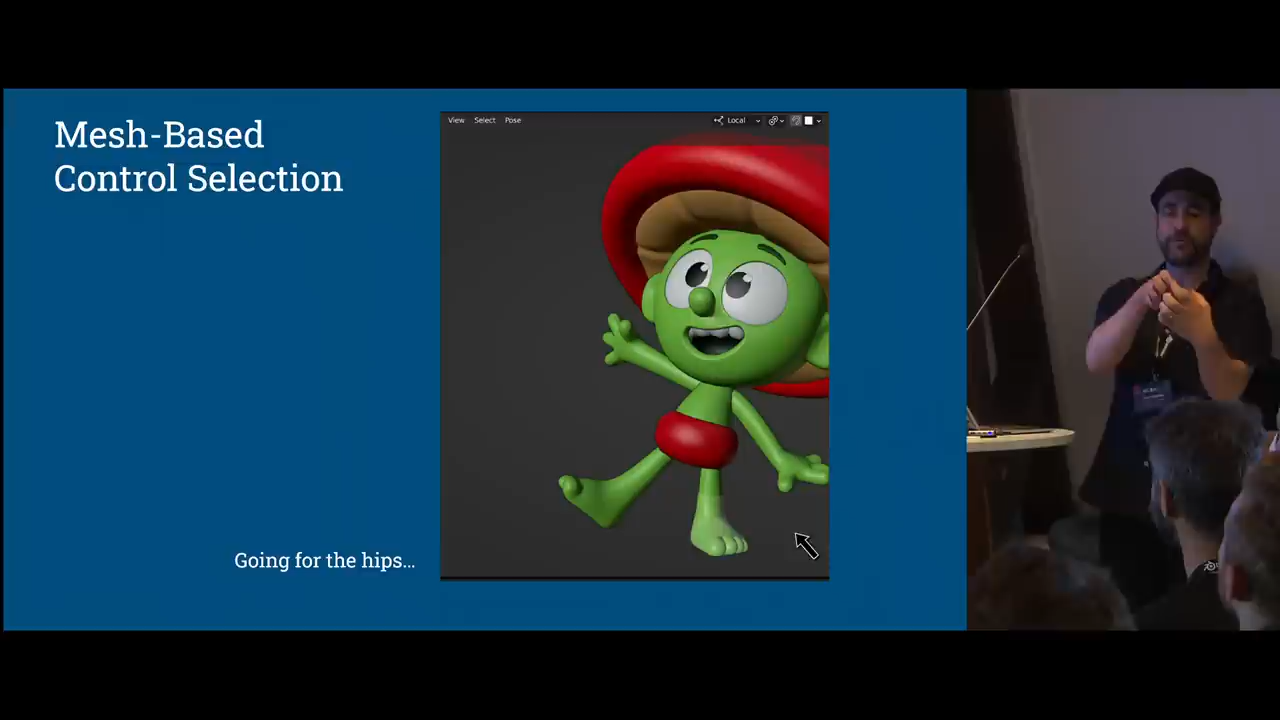 Mesh-Based
Control Selection
View Select Pose
Local
Going for the hips...